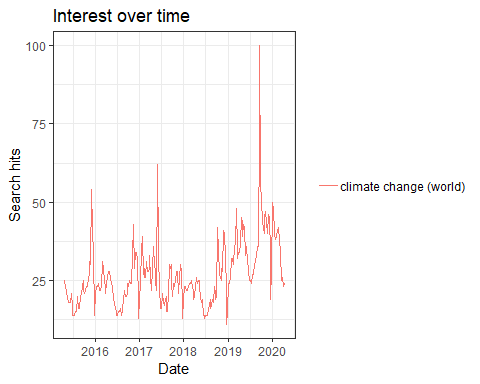 Interest over time
100
75
50
25
Search hits
2016 2017 2018 2019 2020
Date
climate change (world)